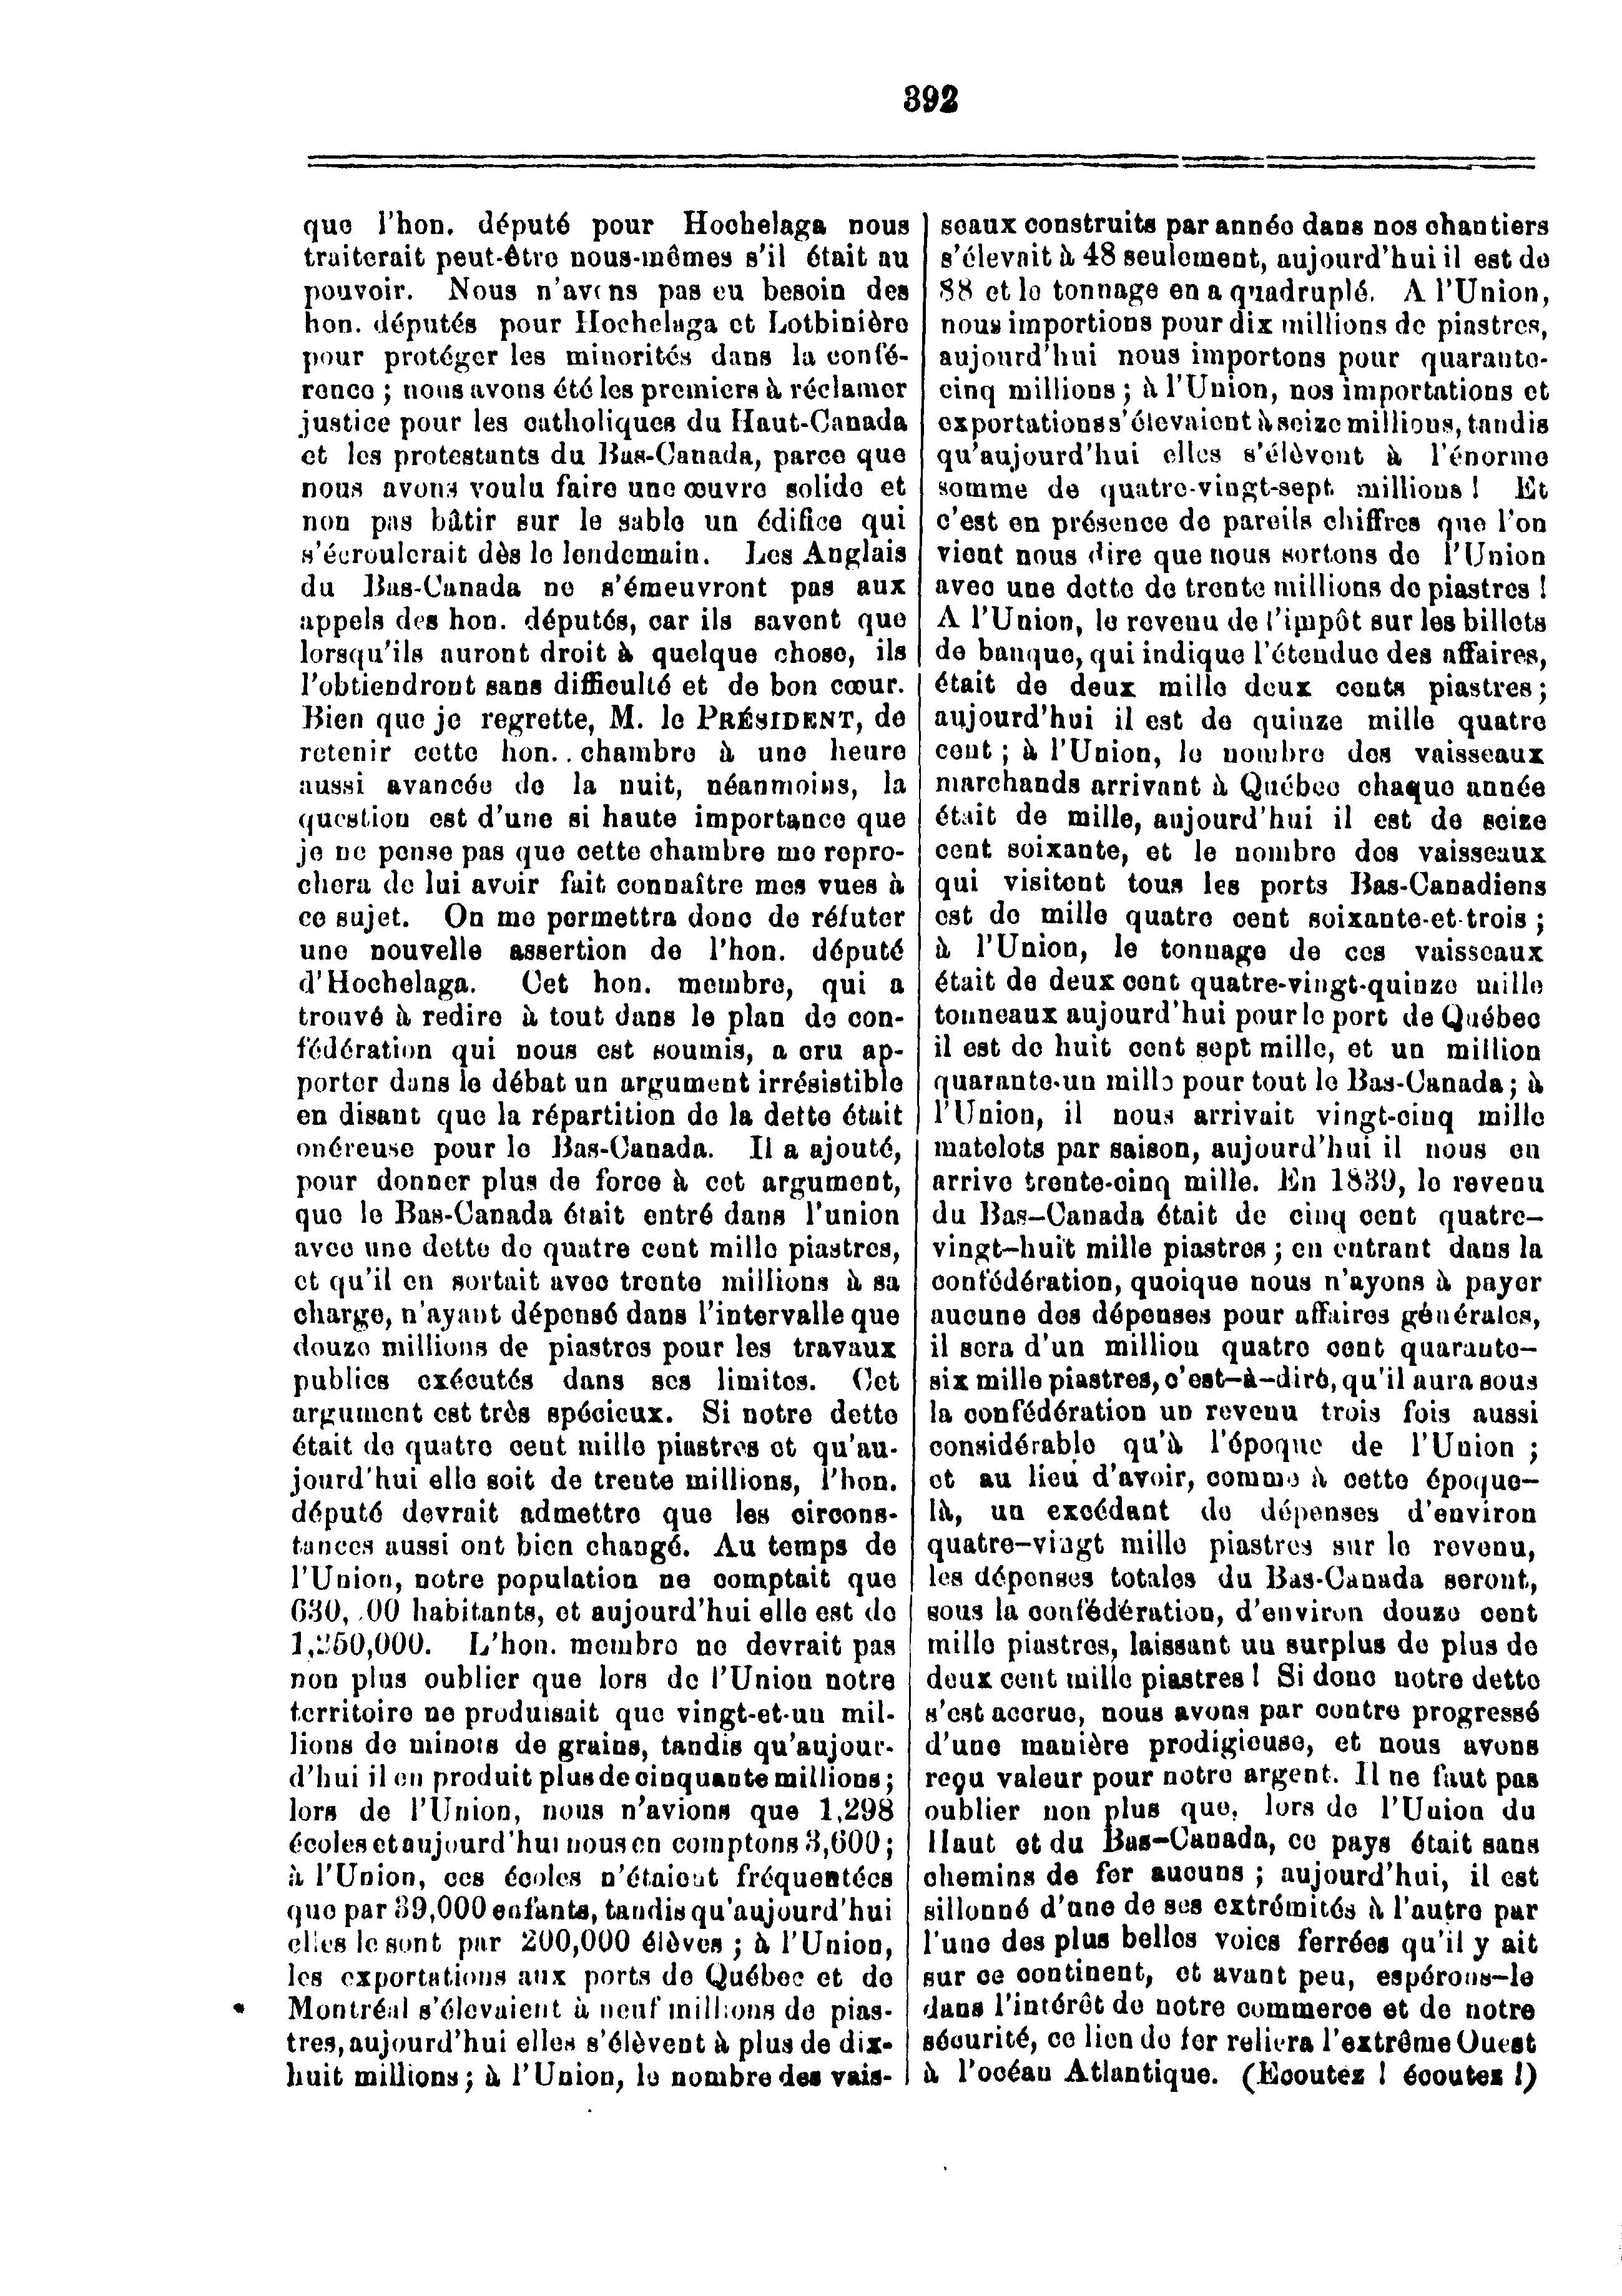 392
que l'hon. député pour Hochelaga nous
traiterait peut-être nous-mêmes s'il était au
pouvoir. Nous n'avons pas eu besoin des
hon. députés pour Hochelaga et Lotbinière
pour protéger les minorités dans la confé-
rence ; nous avons été les premiers à réclamer
justice pour les catholiques du Haut-Canada
et les protestants du Bas-Canada, parce que
nous avons voulu faire une œuvre solide et
non pas bâtir sur le sable un édifice qui
s'écroulerait dès le lendemain. Les Anglais
du Bas-Canada ne s'émeuvront pas aux
appels des hon. députés, car ils savent que
lorsqu'ils auront droit à quelque chose, ils
l'obtiendront sans difficulté et de bon cœur.
Bien que je regrette, M. le PRÉSIDENT, de
retenir cette hon. . chambre à une heure
aussi avancée de la nuit, néanmoins, la
question est d'une si haute importance que
je ne pense pas que cette chambre me repro-
chera de lui avoir fait connaître mes vues à
ce sujet. On me permettra donc de réfuter
une nouvelle assertion de l'hon. député
d'Hochelaga. Cet hon. membre, qui a
trouvé à redire à tout dans le plan de con-
fédération qui nous est soumis, a cru ap-
porter dans le débat un argument irrésistible
en disant que la répartition de la dette était
onéreuse pour le Bas-Canada. Il a ajouté,
pour donner plus de force à cet argument,
que le Bas-Canada était entré dans l'union
avec une dette de quatre cent mille piastres,
et qu'il en sortait avec trente millions à sa
charge, n'ayant dépensé dans l'intervalle que
douze millions de piastres pour les travaux
publics exécutés dans ses limites. Cet
argument est très spécieux. Si notre dette
était de quatre cent mille piastres et qu'au-
jourd'hui elle soit de trente millions, l'hon.
député devrait admettre que les circons-
tances aussi ont bien changé. Au temps de
l'Union, notre population ne comptait que
630, 00 habitants, et aujourd'hui elle est de
1,250,000. L'hon. membre ne devrait pas
non plus oublier que lors de l'Union notre
territoire ne produisait que vingt-et-un mil-
lions de minots de grains, tandis qu'aujour-
d'hui il en produit plus de cinquante millions ;
lors de l'Union, nous n'avions que 1,298
écoles et aujourd'hui nous en comptons 3,600 ;
à l'Union, ces écoles n'étaient fréquentées
que par 39,000 enfants, tandis qu'aujourd'hui
elles le sont par 200,000 élèves ; à l'Union,
les exportations aux ports de Québec et de
Montréal s'élevaient à neuf millions de pias-
tres, aujourd'hui elles s'élèvent à plus de dix-
huit millions ; à l'Union, le nombre des vais-
seaux construits par année dans nos chantiers
s'élevait à 48 seulement, aujourd'hui il est de
88 et le tonnage en a quadruplé. A l'Union,
nous importions pour dix millions de piastres,
aujourd'hui nous importons pour quarante-
cinq millions ; à l'Union, nos importations et
exportations s'élevaient à seize millions, tandis
qu'aujourd'hui elles s'élèvent à l'énorme
somme de quatre-vingt-sept millions ! Et
c'est en présence de pareils chiffres que l'on
vient nous dire que nous sortons de l'Union
avec une dette de trente millions de piastres !
A l'Union, le revenu de l'impôt sur les billets
de banque, qui indique l'étendue des affaires,
était de deux mille deux cents piastres ;
aujourd'hui il est de quinze mille quatre
cent ; à l'Union, le nombre des vaisseaux
marchands arrivant à Québec chaque année
était de mille, aujourd'hui il est de seize
cent soixante, et le nombre des vaisseaux
qui visitent tous les ports Bas-Canadiens
est de mille quatre cent soixante-et-trois ;
à l'Union, le tonnage de ces vaisseaux
était de deux cent quatre-vingt-quinze mille
tonneaux aujourd'hui pour le port de Québec
il est de huit cent sept mille, et un million
quarante-un mille pour tout le Bas-Canada ; à
l'Union, il nous arrivait vingt-cinq mille
matelots par saison, aujourd'hui il nous en
arrive trente-cinq mille. En 1839, le revenu
du Bas-Canada était de cinq cent quatre-
vingt-huit mille piastres ; en entrant dans la
confédération, quoique nous n'ayons à payer
aucune des dépenses pour affaires générales,
il sera d'un million quatre cent quarante-
six mille piastres, c'est-à-dire, qu'il aura sous
la confédération un revenu trois fois aussi
considérable qu'à l'époque de l'Union ;
et au lieu d'avoir, comme à cette époque-
là, un excédant de dépenses d'environ
quatre-vingt mille piastres sur le revenu,
les dépenses totales du Bas-Canada seront,
sous la confédération, d'environ douze cent
mille piastres, laissant un surplus de plus de
deux cent mille piastres ! Si donc notre dette
s'est accrue, nous avons par contre progressé
d'une manière prodigieuse, et nous avons
reçu valeur pour notre argent. Il ne faut pas
oublier non plus que, lors de l'Union du
Haut et du Bas-Canada, ce pays était sans
chemins de fer aucuns ; aujourd'hui, il est
sillonné d'une de ses extrémités à l'autre par
l'une des plus belles voies ferrées qu'il y ait
sur ce continent, et avant peu, espérons-le
dans l'intérêt de notre commerce et de notre
sécurité, ce lien de fer reliera l'extrême Ouest
à l'océan Atlantique. (Ecoutez ! écoutez !)